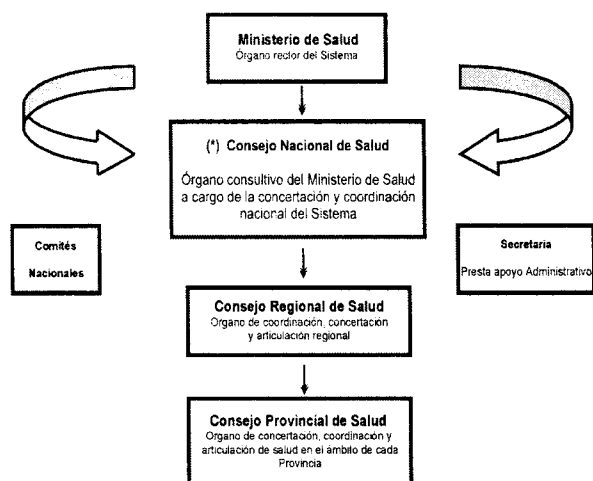 Ministerio de Salud
Órgano rector del Sistema
(*) Consejo Nacional de Salud
Órgano consultivo del Ministerio de Salud
a cargo de la concertación y coordinación
nacional del Sistema
Comités
Nacionales
Secretaria
Presta apoyo Administrativo
Consejo Regional de Salud
Organo de coordinación, concertación
y articulación regional
Consejo Provincial de Salud
Organo de concertación, coordinación y
articulación de salud en el ámbito de cada
Provincia